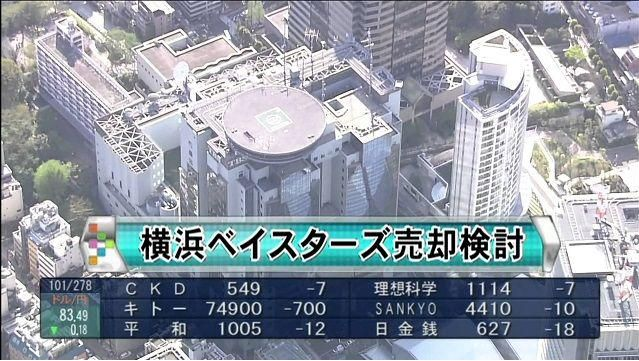 TBS
横浜ベイスターズ売却検討
101/278
ドル/円
83.49
▼ 0.18
CKD 549 -7 理想科学 1114 -7
キトー 74900 -700 SANKYO 4410 -10
平和 1005 -12 日金銭 627 -18